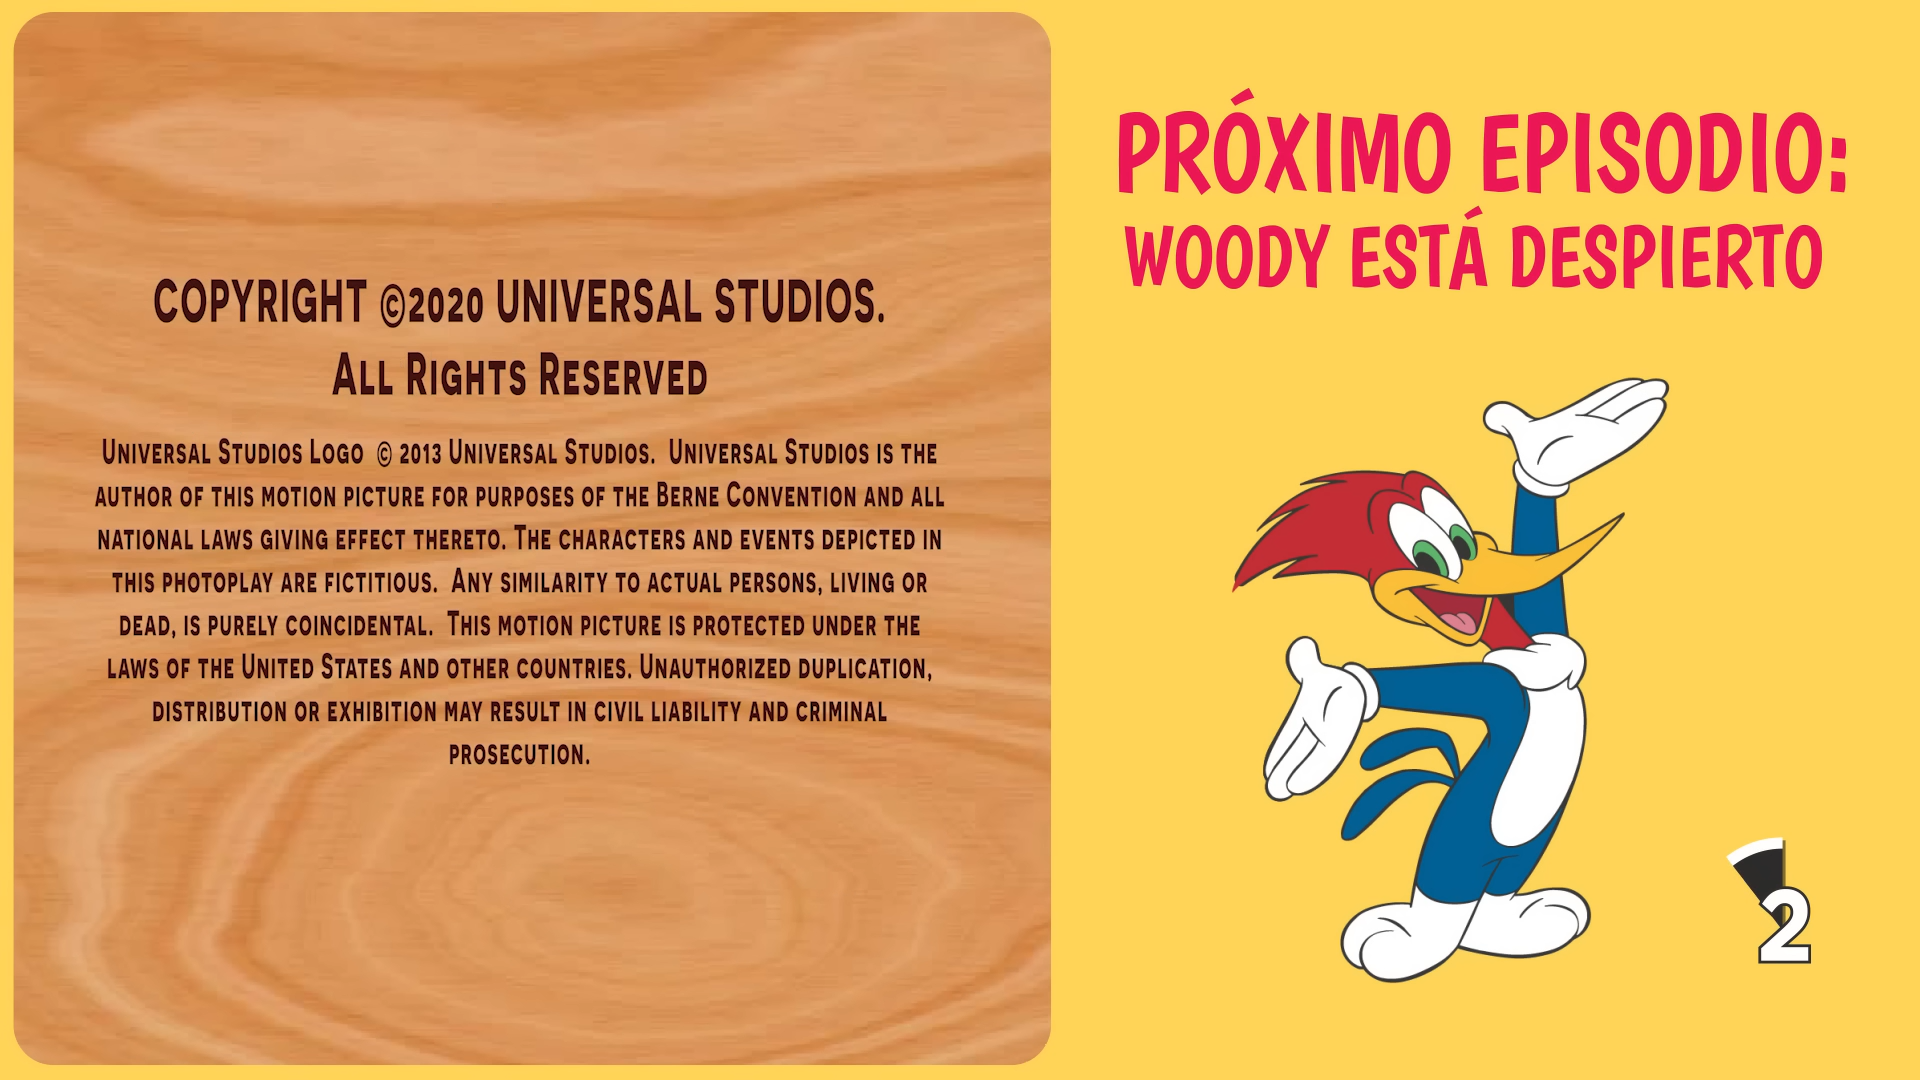 COPYRIGHT ©2020 UNIVERSAL STUDIOS.
ALL RIGHTS RESERVED
UNIVERSAL STUDIOS LOGO © 2013 UNIVERSAL STUDIOS. UNIVERSAL STUDIOS IS THE
AUTHOR OF THIS MOTION PICTURE FOR PURPOSES OF THE BERNE CONVENTION AND ALL
NATIONAL LAWS GIVING EFFECT THERETO. THE CHARACTERS AND EVENTS DEPICTED IN
THIS PHOTOPLAY ARE FICTITIOUS. ANY SIMILARITY TO ACTUAL PERSONS, LIVING OR
DEAD, IS PURELY COINCIDENTAL. THIS MOTION PICTURE IS PROTECTED UNDER THE
LAWS OF THE UNITED STATES AND OTHER COUNTRIES. UNAUTHORIZED DUPLICATION,
DISTRIBUTION OR EXHIBITION MAY RESULT IN CIVIL LIABILITY AND CRIMINAL
PROSECUTION.
PRÓXIMO EPISODIO:
WOODY ESTÁ DESPIERTO
2